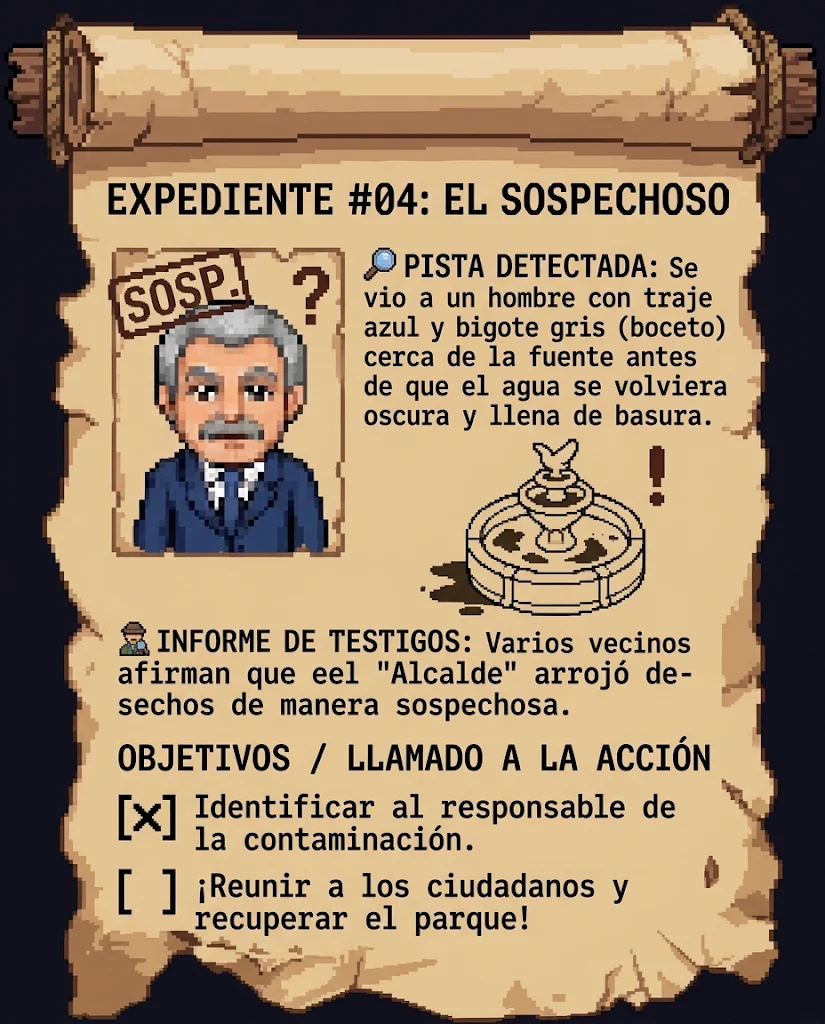 EXPEDIENTE #04: EL SOSPECHOSO
SOSP.
?
PISTA DETECTADA: Se
vio a un hombre con traje
azul y bigote gris (boceto)
cerca de la fuente antes
de que el agua se volviera
oscura y llena de basura.
!
INFORME DE TESTIGOS: Varios vecinos
afirman que eel "Alcalde" arrojó de-
sechos de manera sospechosa.
OBJETIVOS / LLAMADO A LA ACCIÓN
[X] Identificar al responsable de
la contaminación.
[ ] ¡Reunir a los ciudadanos y
recuperar el parque!